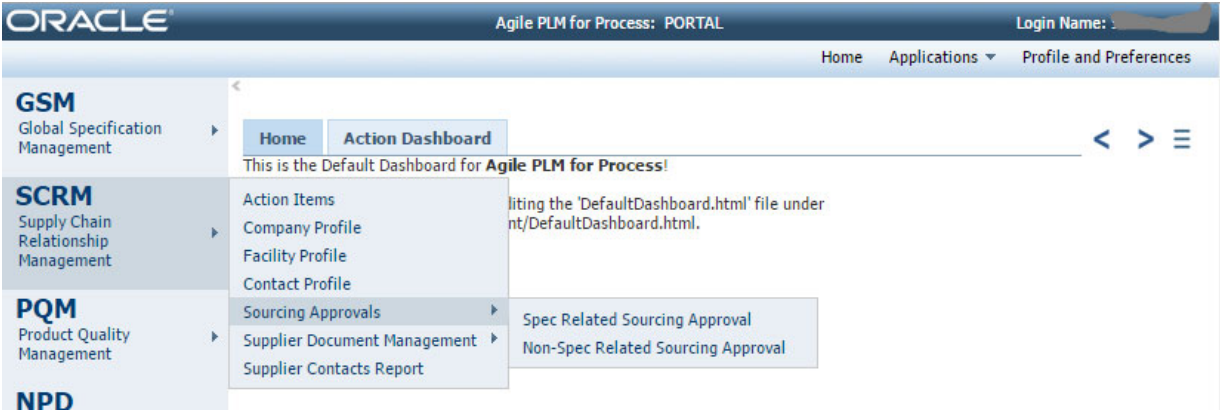 ORACLE®
Agile PLM for Process: PORTAL
Login Name:
Home Applications Profile and Preferences
GSM
Global Specification
Management
SCRM
Supply Chain
Relationship
Management
PQM
Product Quality
Management
NPD
Home Action Dashboard
This is the Default Dashboard for Agile PLM for Process!
diting the 'DefaultDashboard.html' file under
nt/DefaultDashboard.html.
Action Items
Company Profile
Facility Profile
Contact Profile
Sourcing Approvals
Supplier Document Management
Supplier Contacts Report
Spec Related Sourcing Approval
Non-Spec Related Sourcing Approval